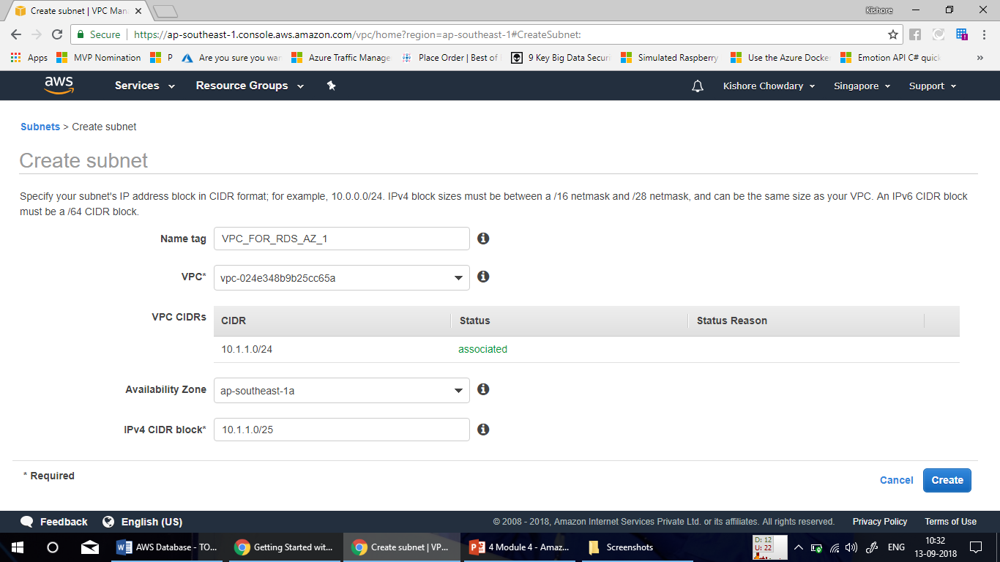 Create subnet | VPC Man
Kishore
Secure
https://ap-southeast-1.console.aws.amazon.com/vpc/home?region=ap-southeast-1#CreateSubnet:
Apps
MVP Nomination
P
Are you sure you wan
Azure Traffic Manage
Place Order | Best of
9 Key Big Data Securi
Simulated Raspberry
Use the Azure Docke
Emotion API C# quick
»
aws
Services
Resource Groups
Kishore Chowdary
Singapore
Support
Subnets > Create subnet
Create subnet
Specify your subnet's IP address block in CIDR format; for example, 10.0.0.0/24. IPv4 block sizes must be between a /16 netmask and /28 netmask, and can be the same size as your VPC. An IPv6 CIDR block
must be a /64 CIDR block.
Name tag
VPC_FOR_RDS_AZ_1
VPC*
vpc-024e348b9b25cc65a
VPC CIDRs
CIDR
Status
Status Reason
10.1.1.0/24
associated
Availability Zone
ap-southeast-1a
IPv4 CIDR block*
10.1.1.0/25
* Required
Cancel
Create
Feedback
English (US)
© 2008 - 2018, Amazon Internet Services Private Ltd. or its affiliates. All rights reserved.
Privacy Policy
Terms of Use
AWS Database - TO...
Getting Started wit...
Create subnet | VP...
4 Module 4 - Amaz...
Screenshots
D: 12
U: 22
ENG
10:32
13-09-2018